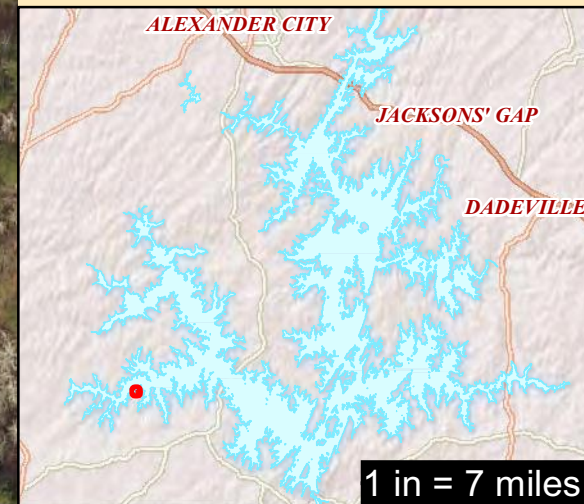 ALEXANDER CITY
JACKSONS' GAP
DADEVILLE
1 in = 7 miles